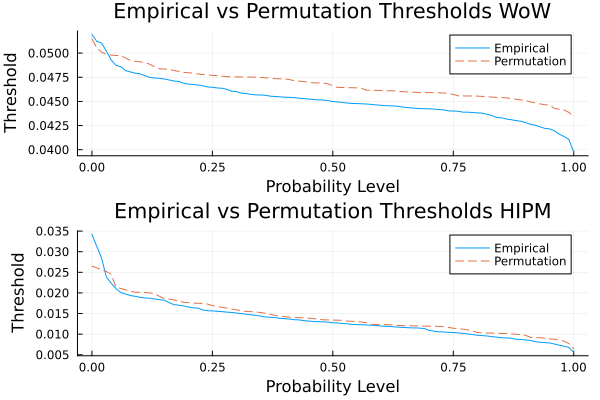 Empirical vs Permutation Thresholds WoW
Threshold
0.0500
0.0475
0.0450
0.0425
0.0400
Empirical
Permutation
0.00
0.25
0.50
0.75
1.00
Probability Level
Empirical vs Permutation Thresholds HIPM
Threshold
0.035
0.030
0.025
0.020
0.015
0.010
0.005
Empirical
Permutation
0.00
0.25
0.50
0.75
1.00
Probability Level